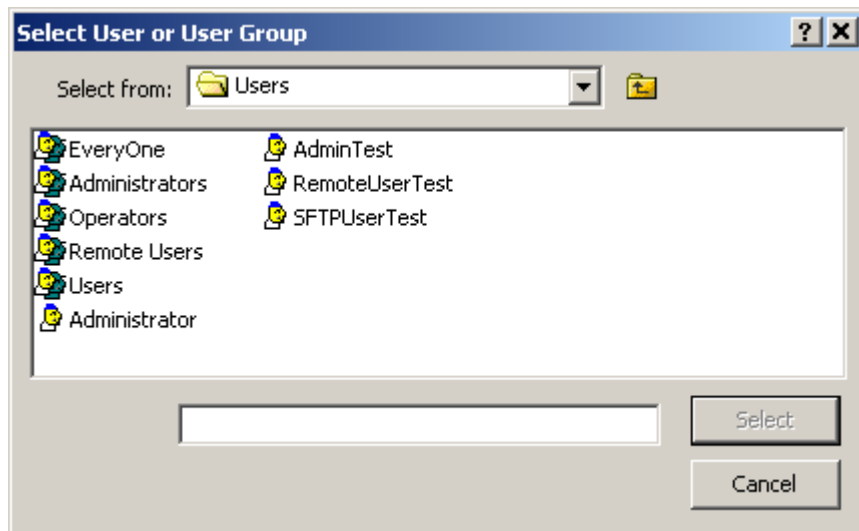 Select User or User Group
Select from: Users
EveryOne
Administrators
Operators
Remote Users
Users
Administrator
AdminTest
RemoteUserTest
SFTPUserTest
Select
Cancel